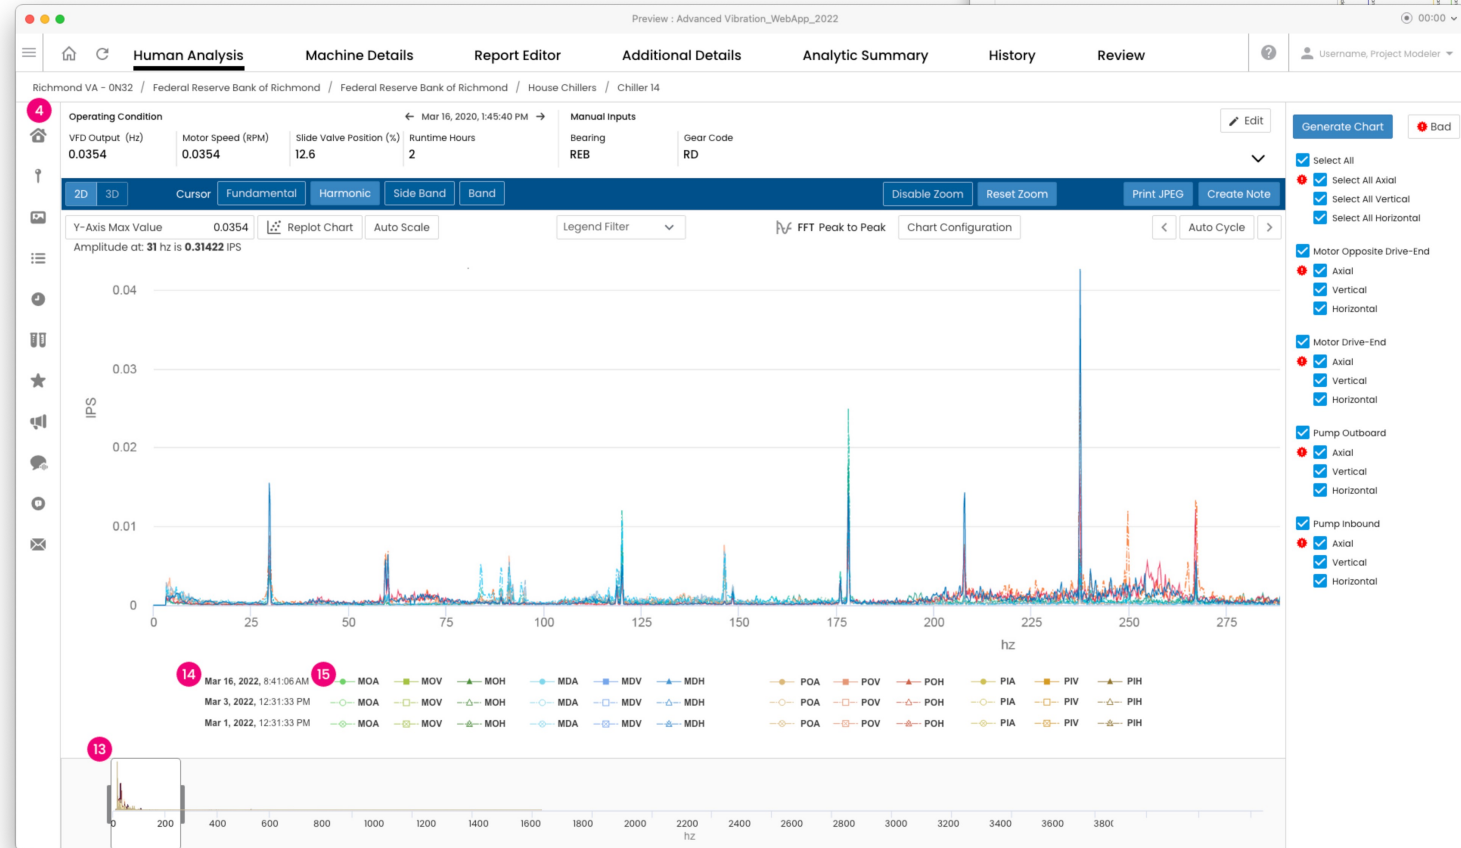 Preview : Advanced Vibration_WebApp_2022
00:00
Human Analysis Machine Details Report Editor Additional Details Analytic Summary History Review
? Username, Project Modeler
Richmond VA - 0N32 / Federal Reserve Bank of Richmond / Federal Reserve Bank of Richmond / House Chillers / Chiller 14
4
Operating Condition ← Mar 16, 2020, 1:45:40 PM → Manual Inputs
Edit
VFD Output (Hz) Motor Speed (RPM) Slide Valve Position (%) Runtime Hours Bearing Gear Code
0.0354 0.0354 12.6 2 REB RD
2D 3D Cursor Fundamental Harmonic Side Band Band Disable Zoom Reset Zoom Print JPEG Create Note
Y-Axis Max Value 0.0354 Replot Chart Auto Scale Legend Filter FFT Peak to Peak Chart Configuration < Auto Cycle >
Amplitude at: 31 hz is 0.31422 IPS
0.04
0.03
IPS
0.02
0.01
0
0 25 50 75 100 125 150 175 200 225 250 275
hz
14 Mar 16, 2022, 8:41:06 AM 15 MOA MOV MOH MDA MDV MDH POA POV POH PIA PIV PIH
Mar 3, 2022, 12:31:33 PM MOA MOV MOH MDA MDV MDH POA POV POH PIA PIV PIH
Mar 1, 2022, 12:31:33 PM MOA MOV MOH MDA MDV MDH POA POV POH PIA PIV PIH
13
0 200 400 600 800 1000 1200 1400 1600 1800 2000 2200 2400 2600 2800 3000 3200 3400 3600 380
hz
Generate Chart Bad
Select All
Select All Axial
Select All Vertical
Select All Horizontal
Motor Opposite Drive-End
Axial
Vertical
Horizontal
Motor Drive-End
Axial
Vertical
Horizontal
Pump Outboard
Axial
Vertical
Horizontal
Pump Inbound
Axial
Vertical
Horizontal